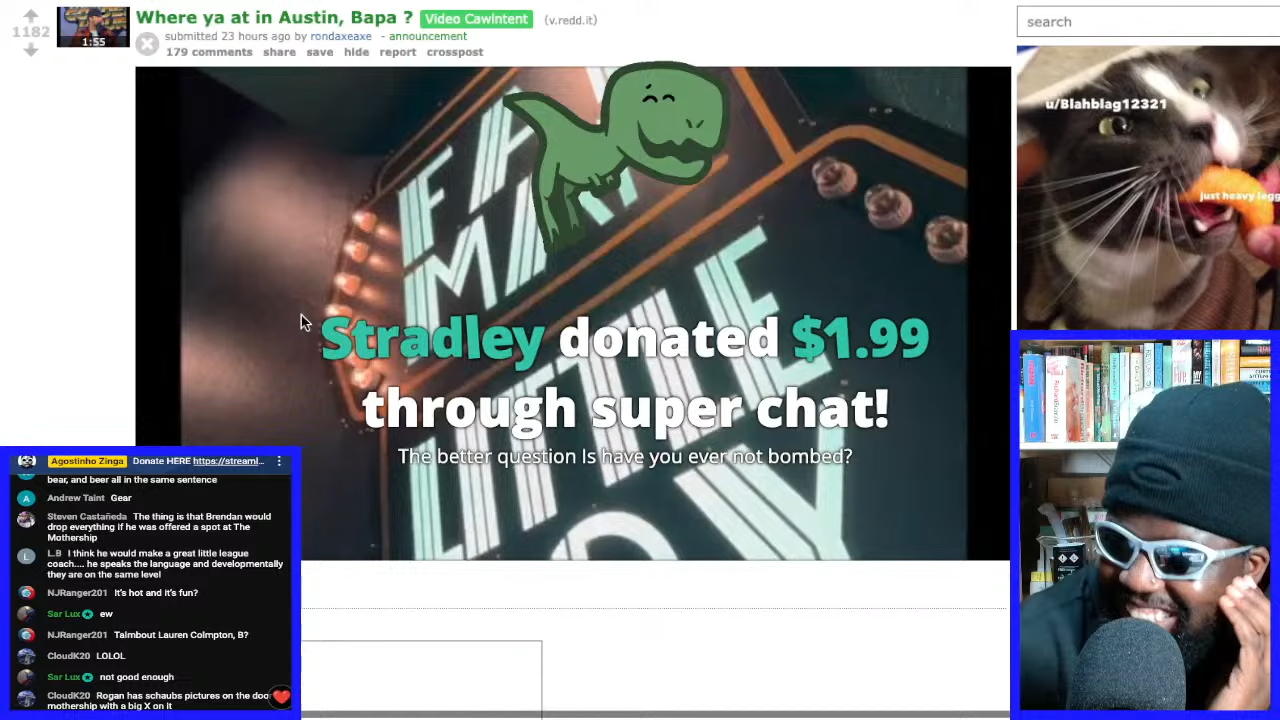 1182
1:55
Where ya at in Austin, Bapa ? Video Cawintent (v.redd.it)
submitted 23 hours ago by rondaxeaxe - announcement
179 comments share save hide report crosspost
search
u/Blahblag12321
just heavy legg
FA
MA
LITTLE
Stradley donated $1.99
through super chat!
The better question Is have you ever not bombed?
Agostinho Zinga Donate HERE https://streaml...
bear, and beer all in the same sentence
Andrew Taint Gear
Steven Castañeda The thing is that Brendan would
drop everything if he was offered a spot at The
Mothership
L.B I think he would make a great little league
coach.... he speaks the language and developmentally
they are on the same level
NJRanger201 It's hot and it's fun?
Sar Lux ew
NJRanger201 Talmbout Lauren Colmpton, B?
CloudK20 LOLOL
Sar Lux not good enough
CloudK20 Rogan has schaubs pictures on the door
mothership with a big X on it